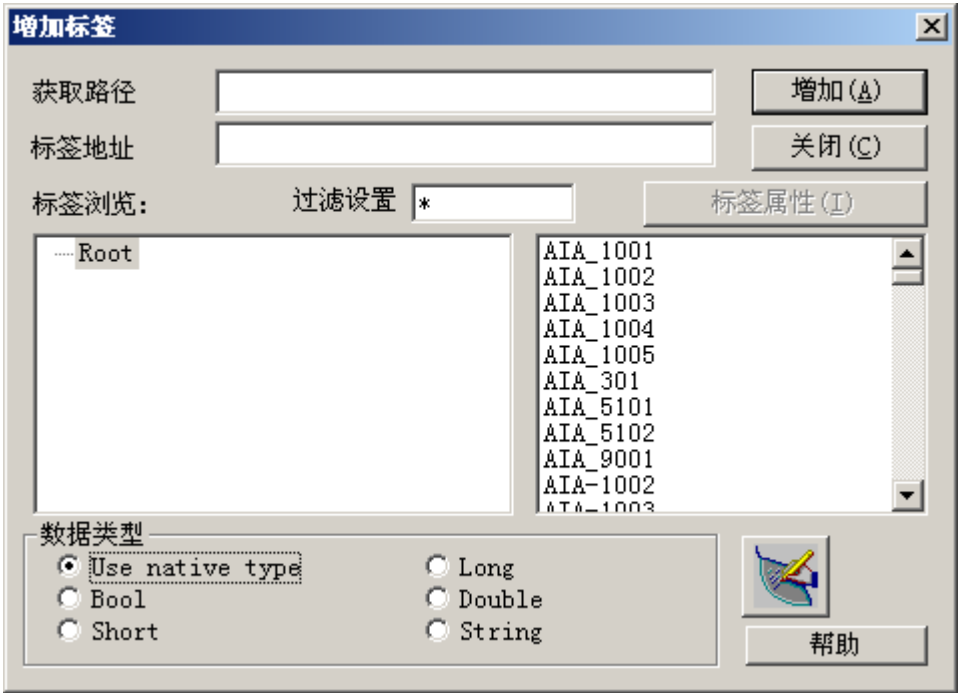 增加标签
获取路径
增加(A)
标签地址
关闭(C)
标签浏览:
过滤设置 *
标签属性(I)
Root
AIA_1001
AIA_1002
AIA_1003
AIA_1004
AIA_1005
AIA_301
AIA_5101
AIA_5102
AIA_9001
AIA-1002
AIA-1003
数据类型
Use native type
Long
Bool
Double
Short
String
帮助